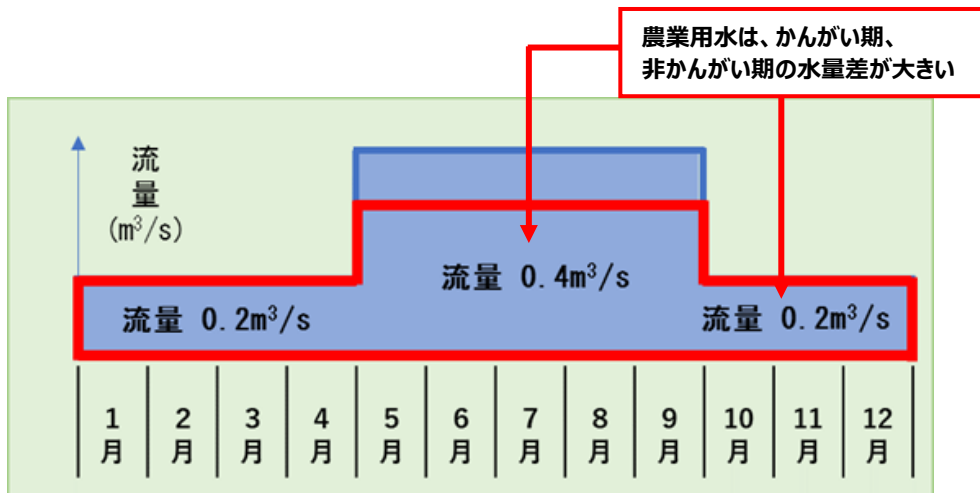 農業用水は、かんがい期、
非かんがい期の水量差が大きい
流
量
(m³/s)
流量 0.4m³/s
流量 0.2m³/s
流量 0.2m³/s
1 2 3 4 5 6 7 8 9 10 11 12
月 月 月 月 月 月 月 月 月 月 月 月